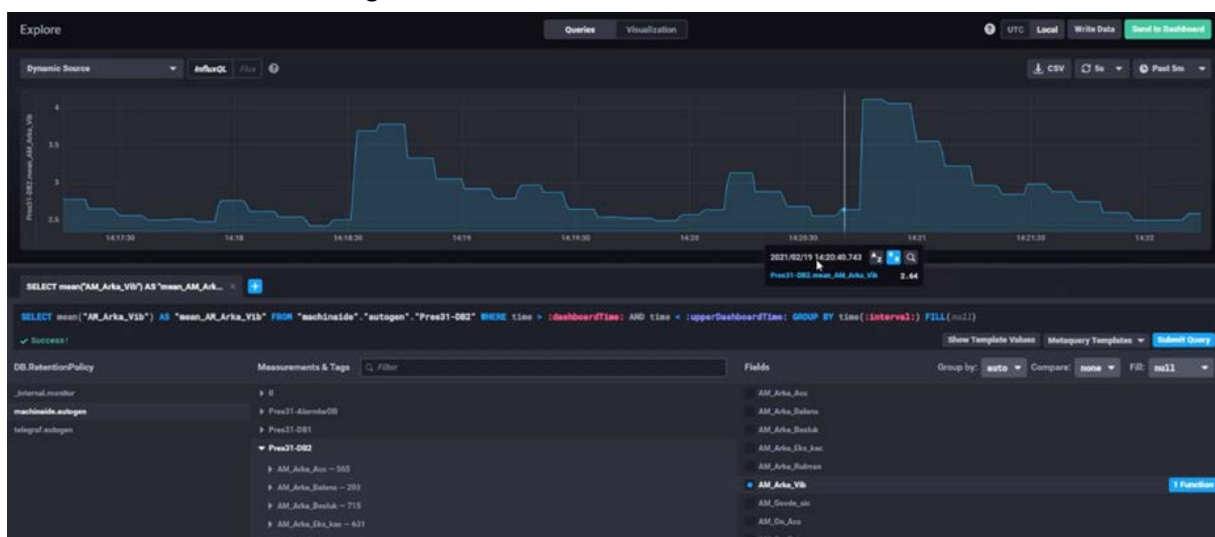 Explore
Queries Visualization
UTC Local Write Data Send to Dashboard
Dynamic Source InfluxQL Flux
CSV 5s Past 5m
Pres31-DB2.mean_AM_Arka_Vib
4
3.5
3
2.5
14:17:30 14:18 14:18:30 14:19 14:19:30 14:20 14:20:30 14:21 14:21:30 14:22
2021/02/19 14:20:40.743
Pres31-DB2.mean_AM_Arka_Vib 2.64
SELECT mean("AM_Arka_Vib") AS "mean_AM_Ark...
SELECT mean("AM_Arka_Vib") AS "mean_AM_Arka_Vib" FROM "machinaide"."autogen"."Pres31-DB2" WHERE time > :dashboardTime: AND time < :upperDashboardTime: GROUP BY time(:interval:) FILL(null)
Success!
Show Template Values Metaquery Templates Submit Query
DB.RetentionPolicy Measurements & Tags Filter Fields Group by: auto Compare: none Fill: null
_internal.monitor
machinaide.autogen
telegraf.autogen
0
Pres31-AlarmlarDB
Pres31-DB1
Pres31-DB2
AM_Arka_Acc — 565
AM_Arka_Balans — 203
AM_Arka_Bosluk — 715
AM_Arka_Eks_kac — 631
AM_Arka_Acc
AM_Arka_Balans
AM_Arka_Bosluk
AM_Arka_Eks_kac
AM_Arka_Rulman
AM_Arka_Vib 1 Function
AM_Govde_sic
AM_On_Acc